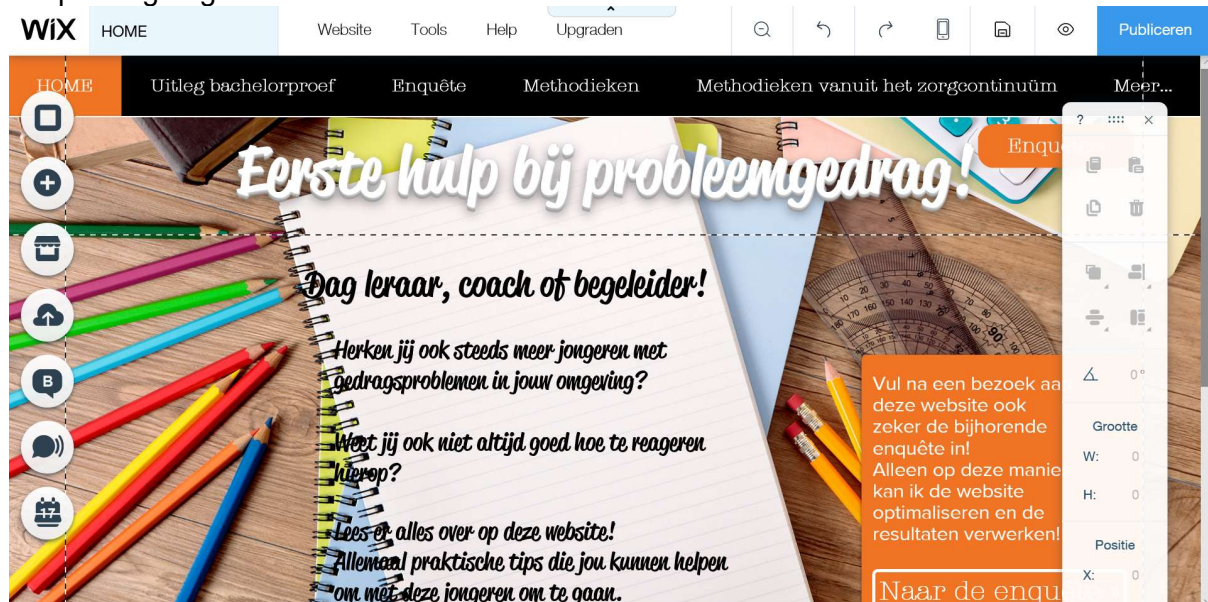 WiX HOME Website Tools Help Upgraden Publiceren
HOME Uitleg bachelorproef Enquête Methodieken Methodieken vanuit het zorgcontinuüm Meer...
Eerste hulp bij probleemgedrag!
Dag leraar, coach of begeleider!
Herken jij ook steeds meer jongeren met
gedragsproblemen in jouw omgeving?
Weet jij ook niet altijd goed hoe te reageren
hierop?
Lees er alles over op deze website!
Allemaal praktische tips die jou kunnen helpen
om met deze jongeren om te gaan.
Vul na een bezoek aan
deze website ook
zeker de bijhorende
enquête in!
Alleen op deze manie
kan ik de website
optimaliseren en de
resultaten verwerken!
Naar de enqu
?
0°
Grootte
W: 0
H: 0
Positie
X: 0
B
17